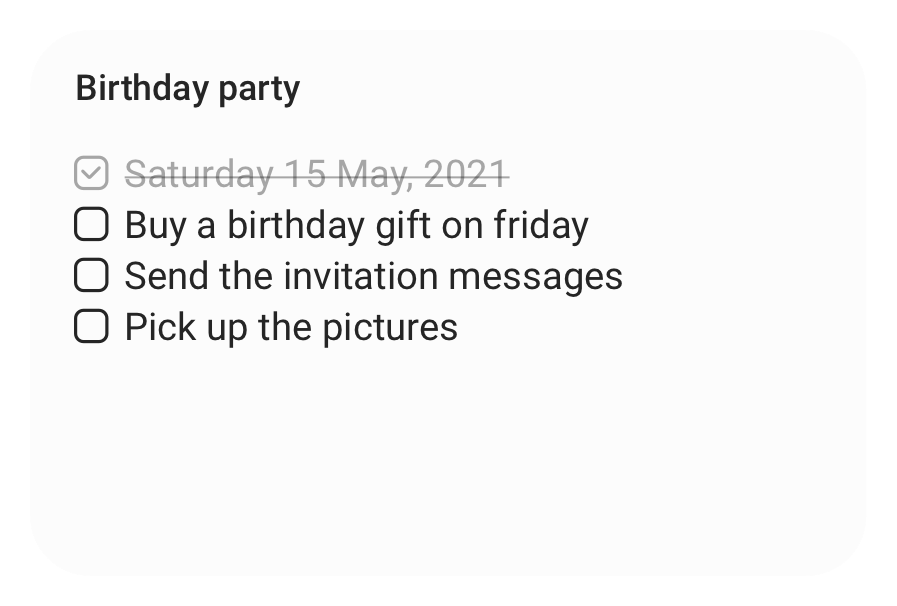 Birthday party
Saturday 15 May, 2021
Buy a birthday gift on friday
Send the invitation messages
Pick up the pictures